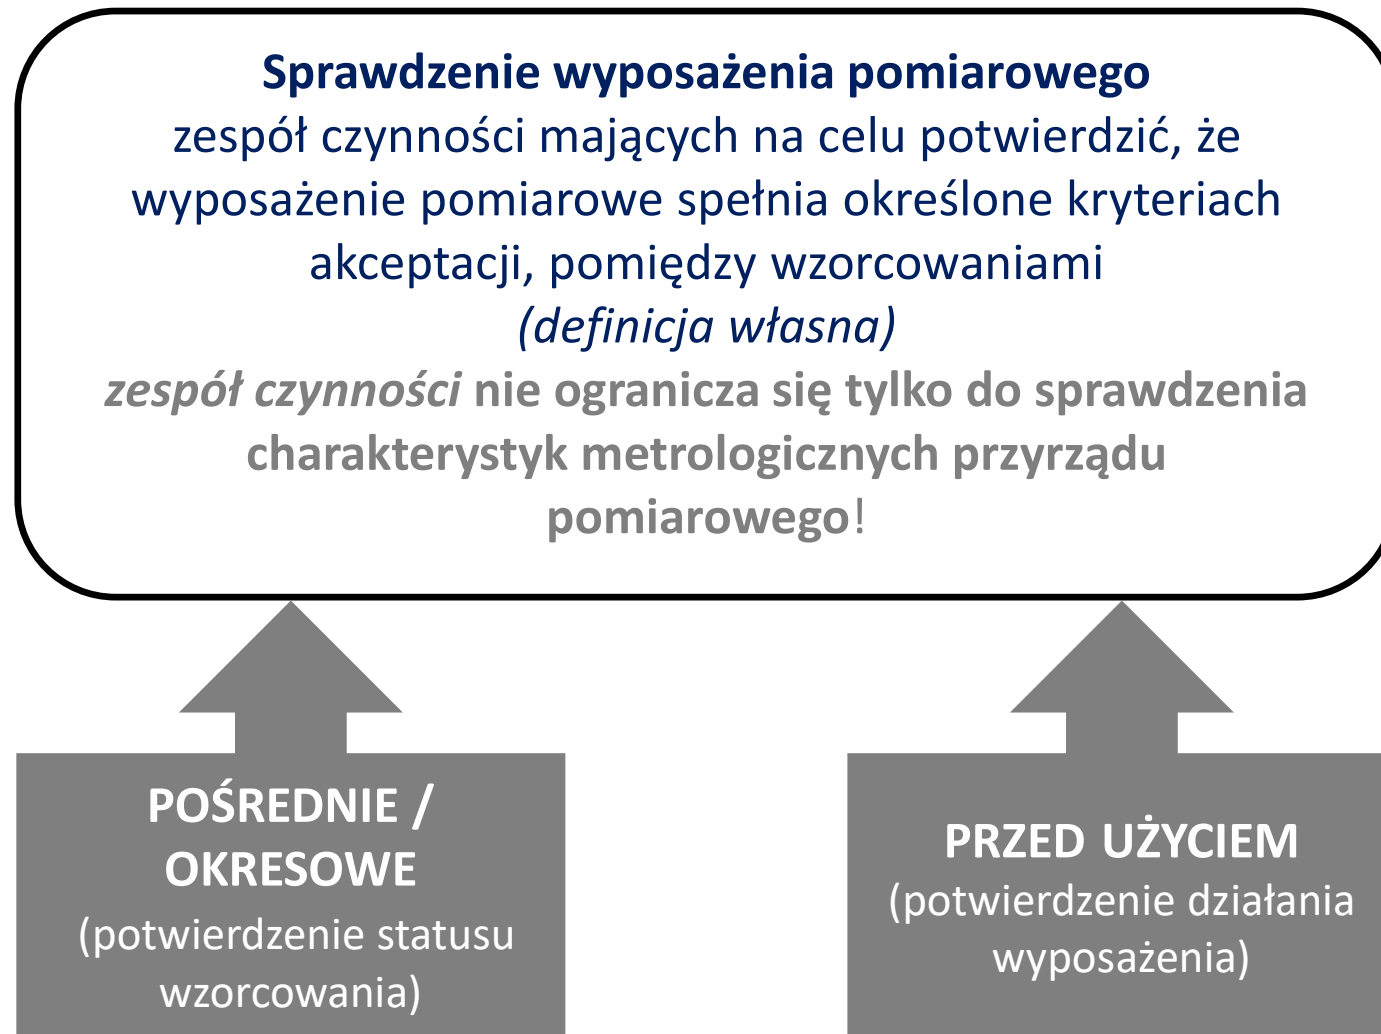 Sprawdzenie wyposażenia pomiarowego
zespół czynności mających na celu potwierdzić, że
wyposażenie pomiarowe spełnia określone kryteriach
akceptacji, pomiędzy wzorcowaniami
(definicja własna)
zespół czynności nie ogranicza się tylko do sprawdzenia
charakterystyk metrologicznych przyrządu
pomiarowego!
POŚREDNIE /
OKRESOWE
(potwierdzenie statusu
wzorcowania)
PRZED UŻYCIEM
(potwierdzenie działania
wyposażenia)